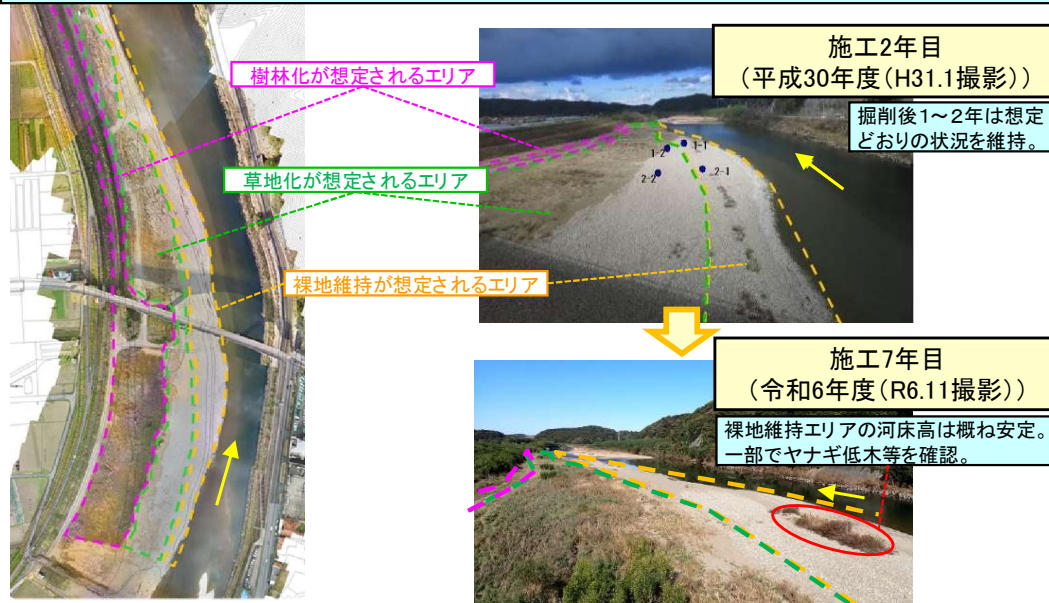 樹林化が想定されるエリア
草地化が想定されるエリア
裸地維持が想定されるエリア
施工2年目
（平成30年度（H31.1撮影））
掘削後1～2年は想定
どおりの状況を維持。
1-1
1-2
2-1
2-2
施工7年目
（令和6年度（R6.11撮影））
裸地維持エリアの河床高は概ね安定。
一部でヤナギ低木等を確認。